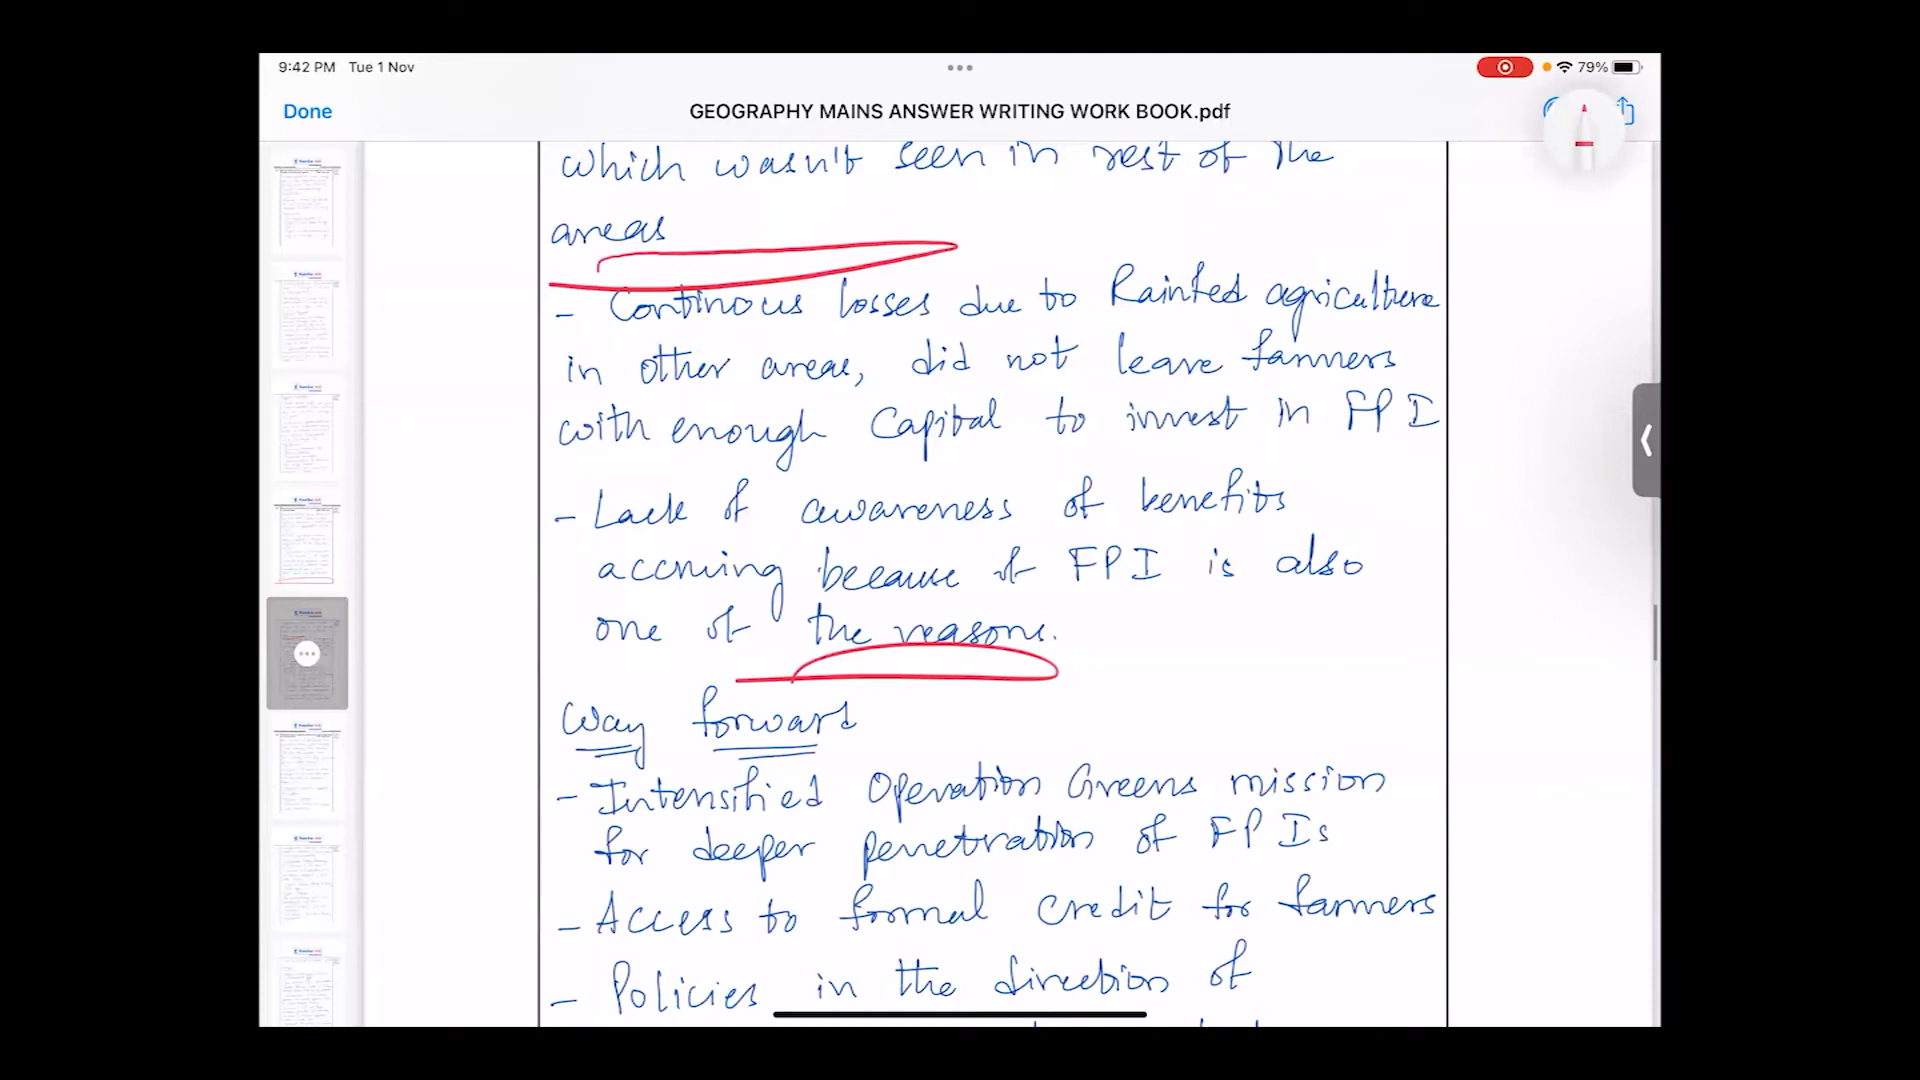 9:42 PM Tue 1 Nov
79%
Done
GEOGRAPHY MAINS ANSWER WRITING WORK BOOK.pdf
which wasn't seen in rest of the
areas
- Continous losses due to Rainfed agriculture
in other areas, did not leave farmers
with enough Capital to invest in FPI
- Lack of awareness of benefits
accruing because of FPI is also
one of the reasons.
Way forward
- Intensified Operation Greens mission
for deeper penetration of FPIs
- Access to formal credit for farmers
- Policies in the direction of